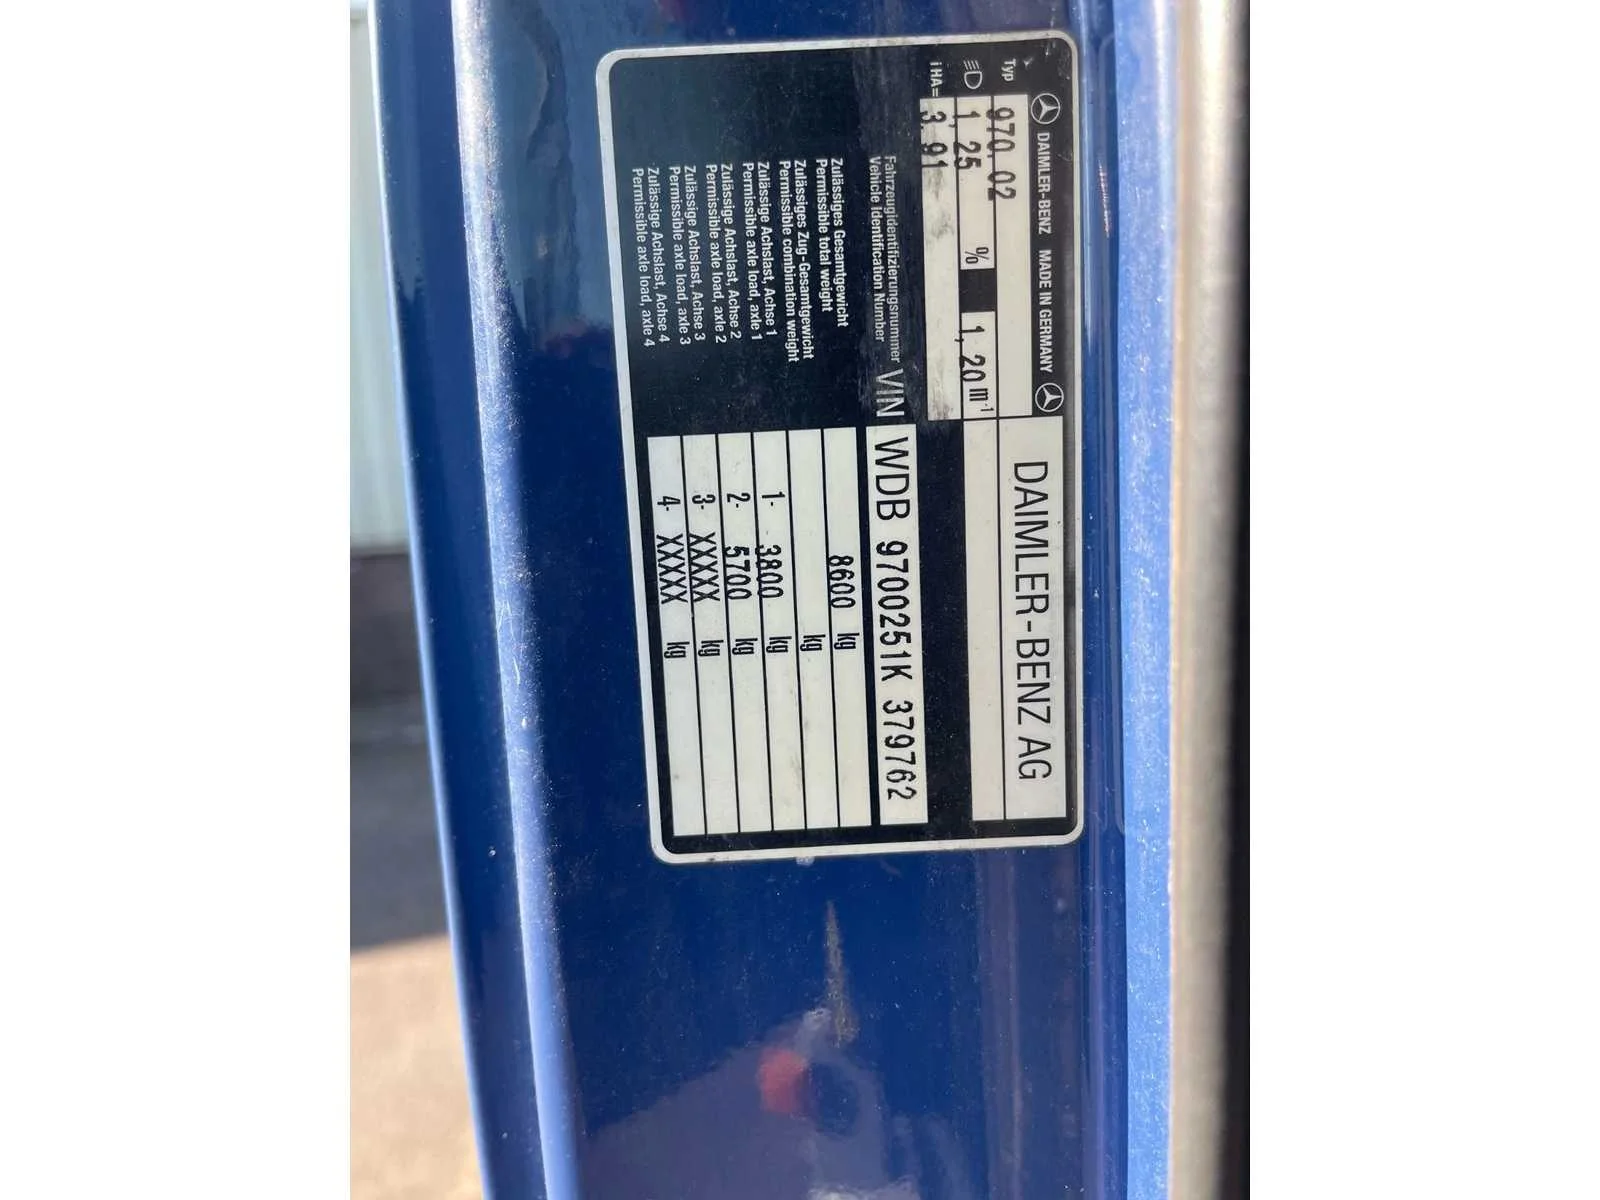 DAIMLER-BENZ MADE IN GERMANY
DAIMLER-BENZ AG
Typ 970.02
1,25 % 1,20 m-1
iHA= 3,91
Fahrzeugidentifizierungsnummer
Vehicle Identification Number
VIN WDB 9700251K 379762
Zulässiges Gesamtgewicht
Permissible total weight
8600 kg
Zulässiges Zug-Gesamtgewicht
Permissible combination weight
kg
Zulässige Achslast, Achse 1
Permissible axle load, axle 1
1- 3800 kg
Zulässige Achslast, Achse 2
Permissible axle load, axle 2
2- 5700 kg
Zulässige Achslast, Achse 3
Permissible axle load, axle 3
3- XXXXX kg
Zulässige Achslast, Achse 4
Permissible axle load, axle 4
4- XXXXX kg